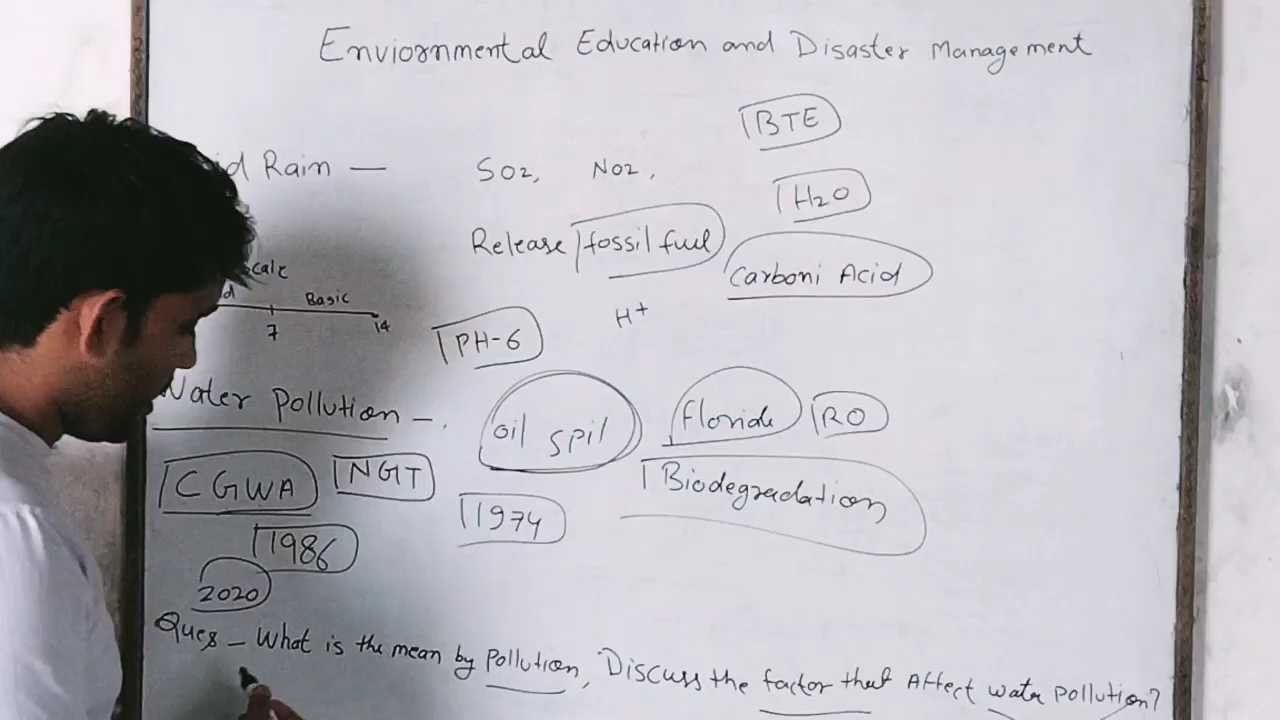 Enviornmental Education and Disaster Management
BTE
Rain — SO2, NO2,
H2O
Release fossil fuel
Carboni Acid
Basic
7 14
H+
PH-6
Water Pollution -
oil spil
floride RO
CGWA NGT
Biodegradation
1974
1986
2020
Ques - What is the mean by Pollution, Discuss the factor that Affect water pollution?